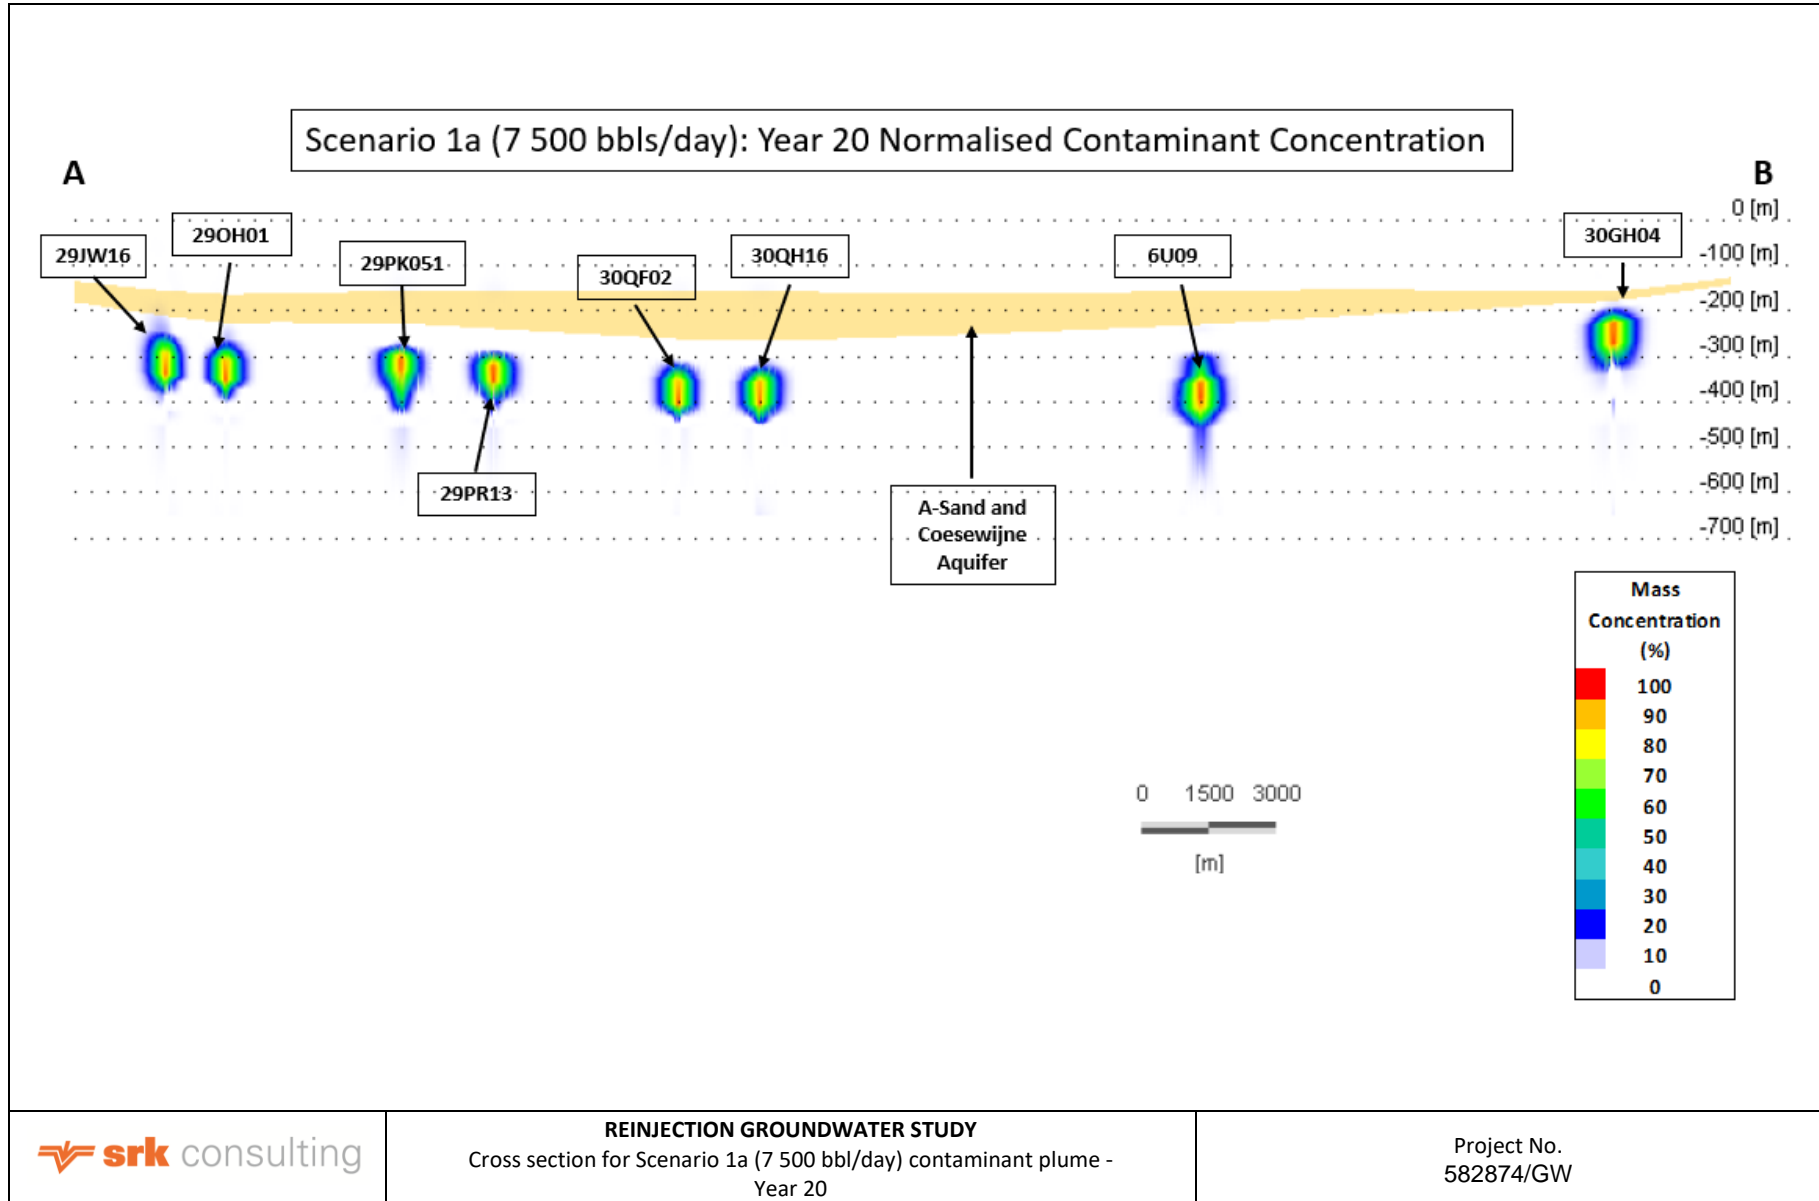 Scenario 1a (7 500 bbls/day): Year 20 Normalised Contaminant Concentration
A
B
0 [m]
-100 [m]
-200 [m]
-300 [m]
-400 [m]
-500 [m]
-600 [m]
-700 [m]
29JW16
29OH01
29PK051
29PR13
30QF02
30QH16
6U09
30GH04
A-Sand and
Coesewijne
Aquifer
Mass
Concentration
(%)
100
90
80
70
60
50
40
30
20
10
0
0 1500 3000
[m]
srk consulting
REINJECTION GROUNDWATER STUDY
Cross section for Scenario 1a (7 500 bbl/day) contaminant plume -
Year 20
Project No.
582874/GW